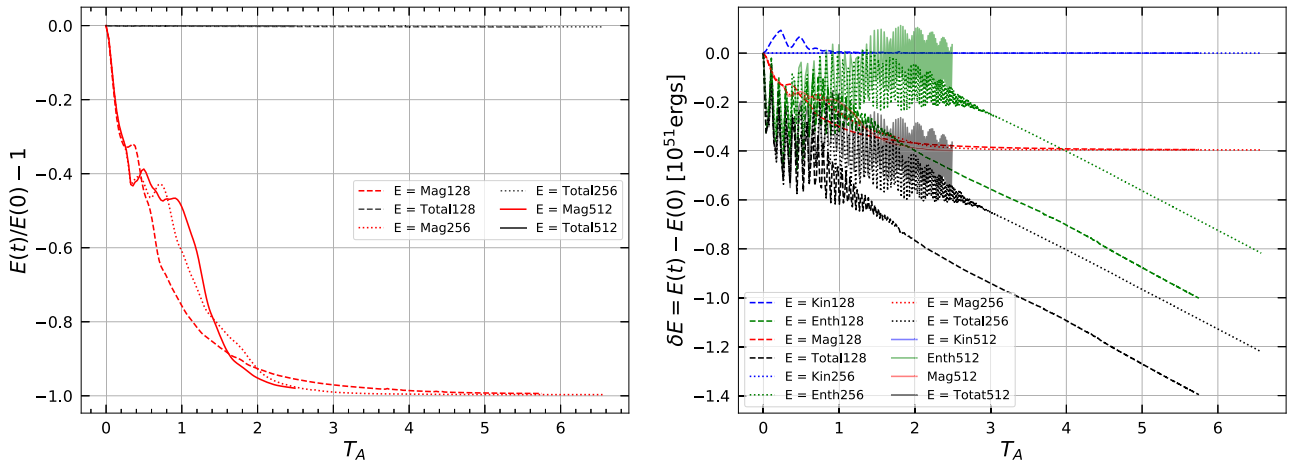 E(t)/E(0) − 1
0.0
−0.2
−0.4
−0.6
−0.8
−1.0
E = Mag128
E = Total128
E = Mag256
E = Total256
E = Mag512
E = Total512
0 1 2 3 4 5 6
T_A
δE = E(t) − E(0) [10^51 ergs]
0.0
−0.2
−0.4
−0.6
−0.8
−1.0
−1.2
−1.4
E = Kin128
E = Enth128
E = Mag128
E = Total128
E = Kin256
E = Enth256
E = Mag256
E = Total256
E = Kin512
Enth512
Mag512
E = Totat512
0 1 2 3 4 5 6
T_A